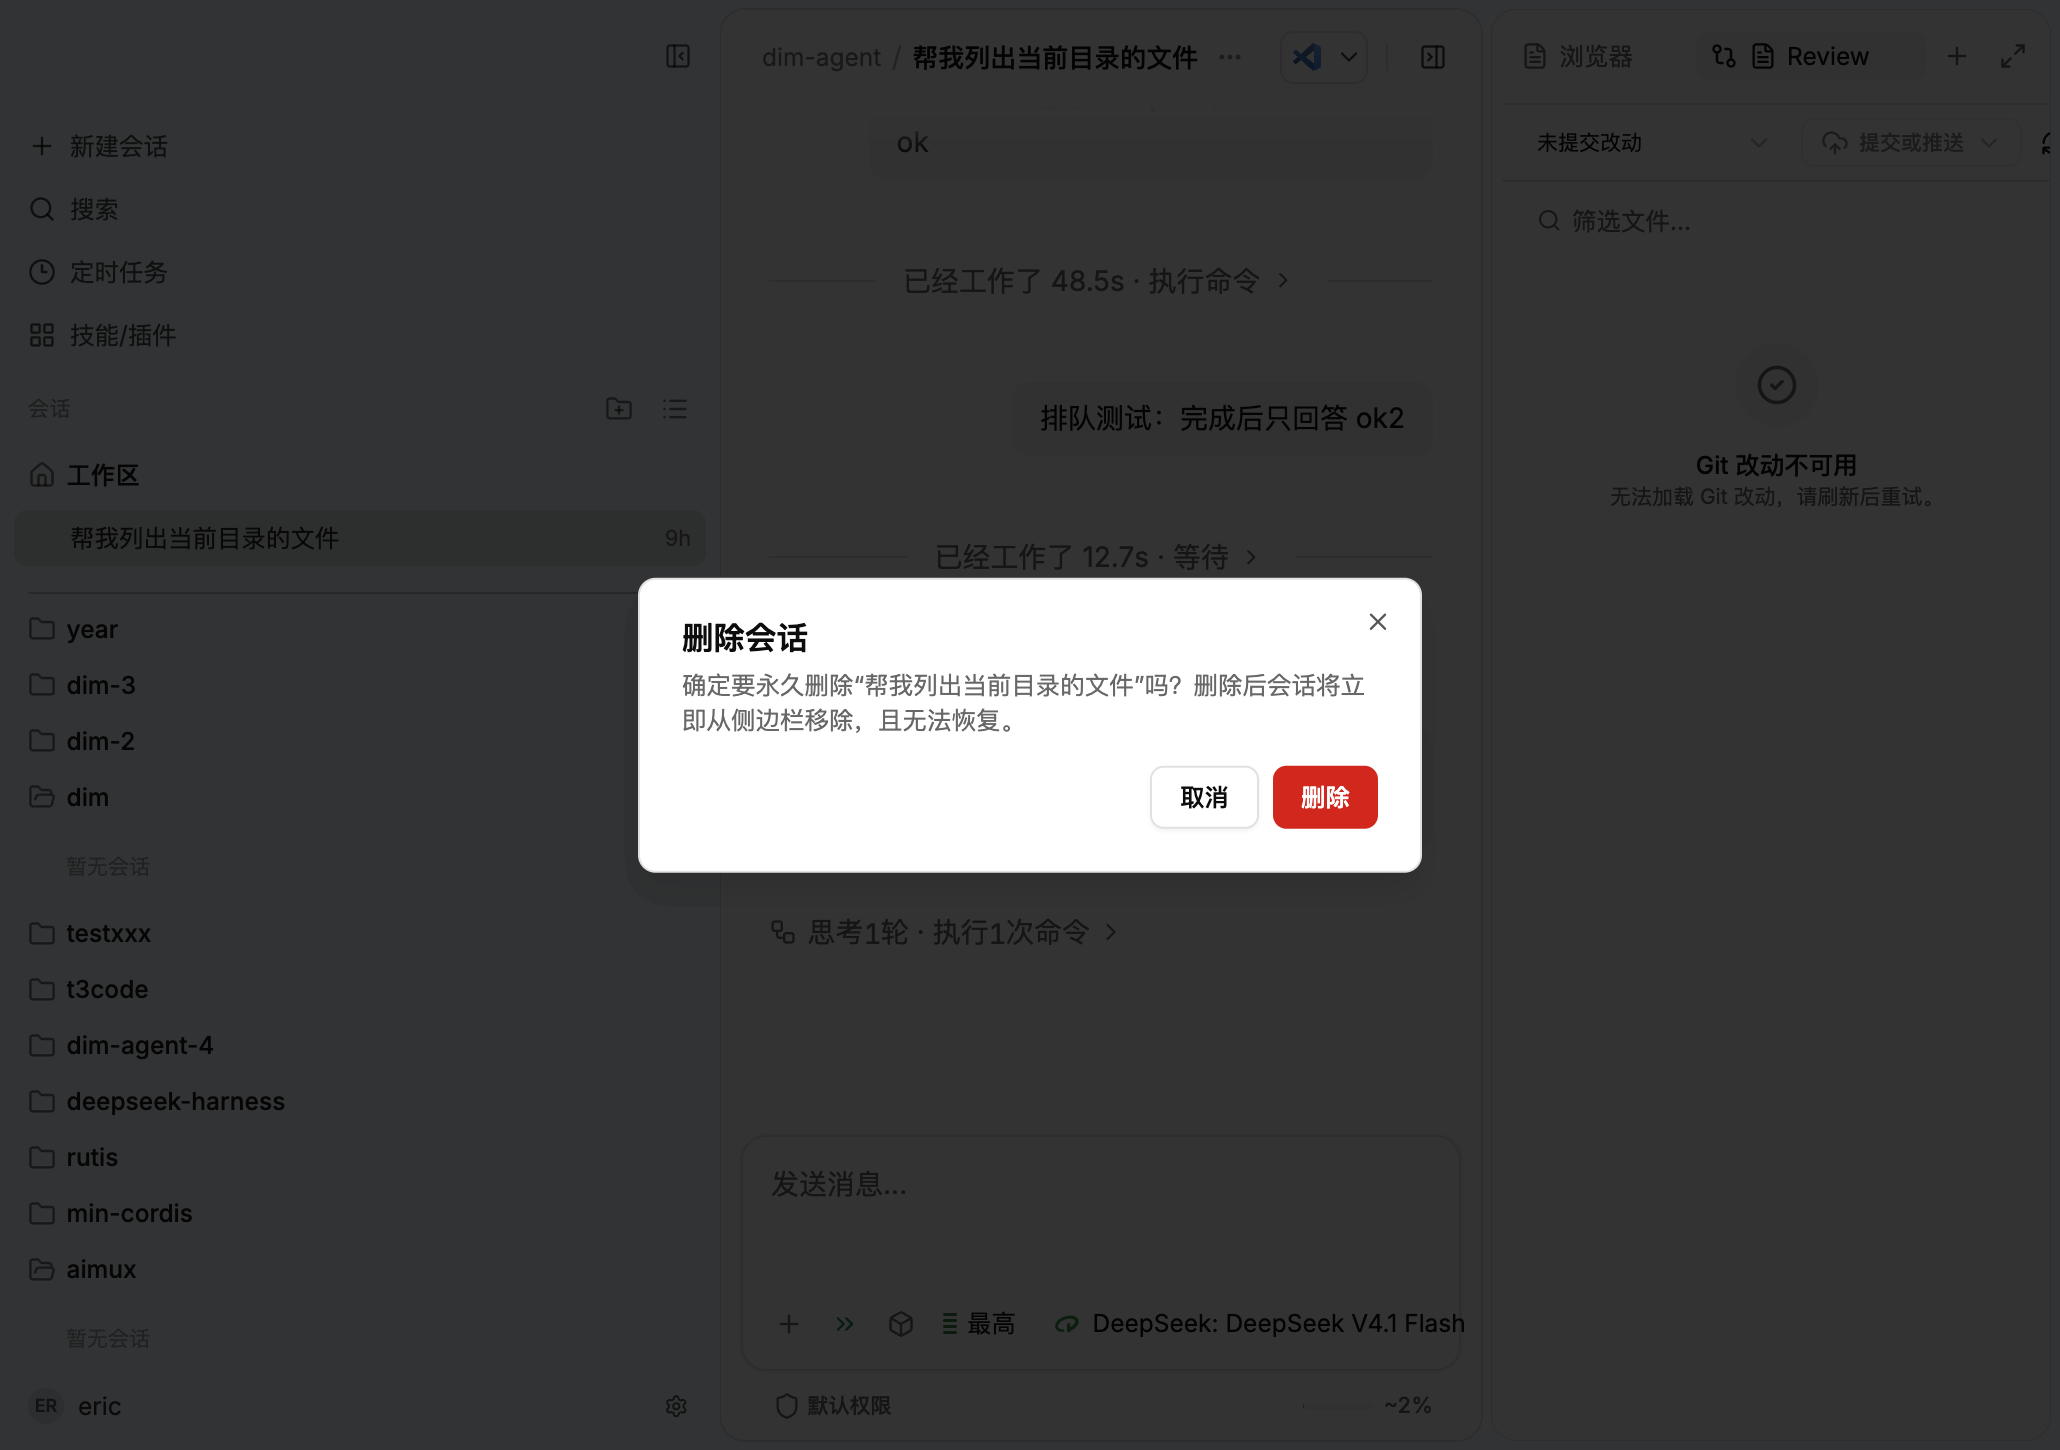 新建会话
搜索
定时任务
技能/插件
会话
工作区
帮我列出当前目录的文件 9h
year
dim-3
dim-2
dim
暂无会话
testxxx
t3code
dim-agent-4
deepseek-harness
rutis
min-cordis
aimux
暂无会话
ER eric
dim-agent / 帮我列出当前目录的文件 ...
ok
已经工作了 48.5s · 执行命令
排队测试：完成后只回答 ok2
已经工作了 12.7s · 等待
删除会话
确定要永久删除“帮我列出当前目录的文件”吗？删除后会话将立
即从侧边栏移除，且无法恢复。
取消 删除
思考1轮 · 执行1次命令
发送消息...
最高 DeepSeek: DeepSeek V4.1 Flash
默认权限 ~2%
浏览器 Review
未提交改动 提交或推送
筛选文件...
Git 改动不可用
无法加载 Git 改动，请刷新后重试。